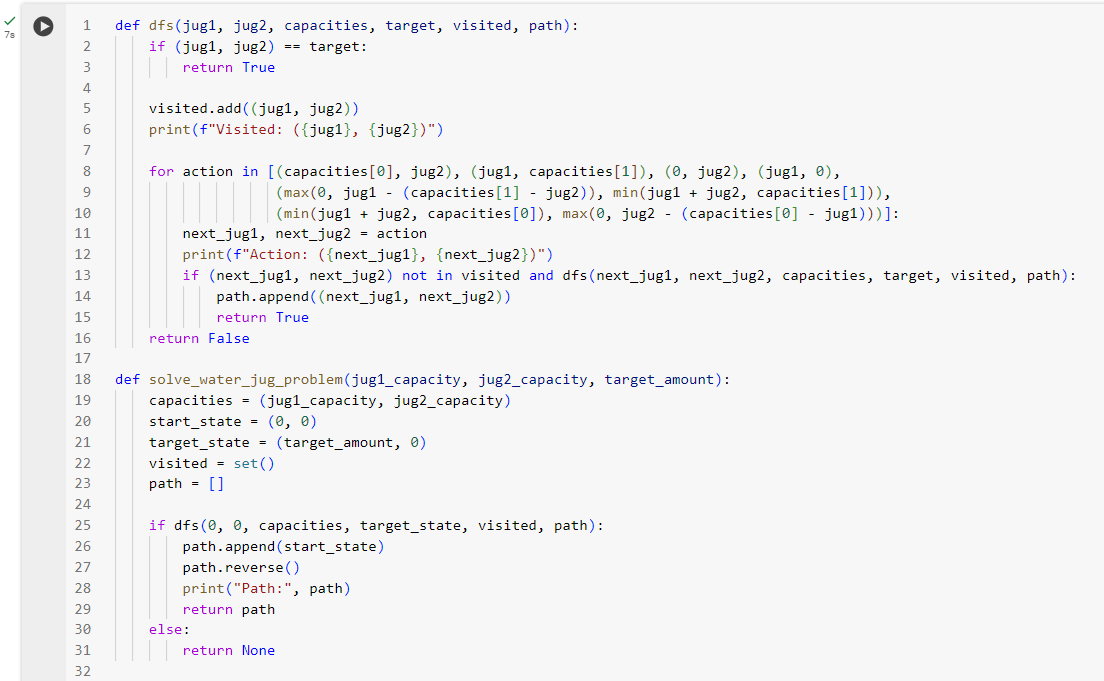 7s
1 def dfs(jug1, jug2, capacities, target, visited, path):
2     if (jug1, jug2) == target:
3         return True
4
5     visited.add((jug1, jug2))
6     print(f"Visited: ({jug1}, {jug2})")
7
8     for action in [(capacities[0], jug2), (jug1, capacities[1]), (0, jug2), (jug1, 0),
9                    (max(0, jug1 - (capacities[1] - jug2)), min(jug1 + jug2, capacities[1])),
10                    (min(jug1 + jug2, capacities[0]), max(0, jug2 - (capacities[0] - jug1)))]:
11         next_jug1, next_jug2 = action
12         print(f"Action: ({next_jug1}, {next_jug2})")
13         if (next_jug1, next_jug2) not in visited and dfs(next_jug1, next_jug2, capacities, target, visited, path):
14             path.append((next_jug1, next_jug2))
15             return True
16     return False
17
18 def solve_water_jug_problem(jug1_capacity, jug2_capacity, target_amount):
19     capacities = (jug1_capacity, jug2_capacity)
20     start_state = (0, 0)
21     target_state = (target_amount, 0)
22     visited = set()
23     path = []
24
25     if dfs(0, 0, capacities, target_state, visited, path):
26         path.append(start_state)
27         path.reverse()
28         print("Path:", path)
29         return path
30     else:
31         return None
32